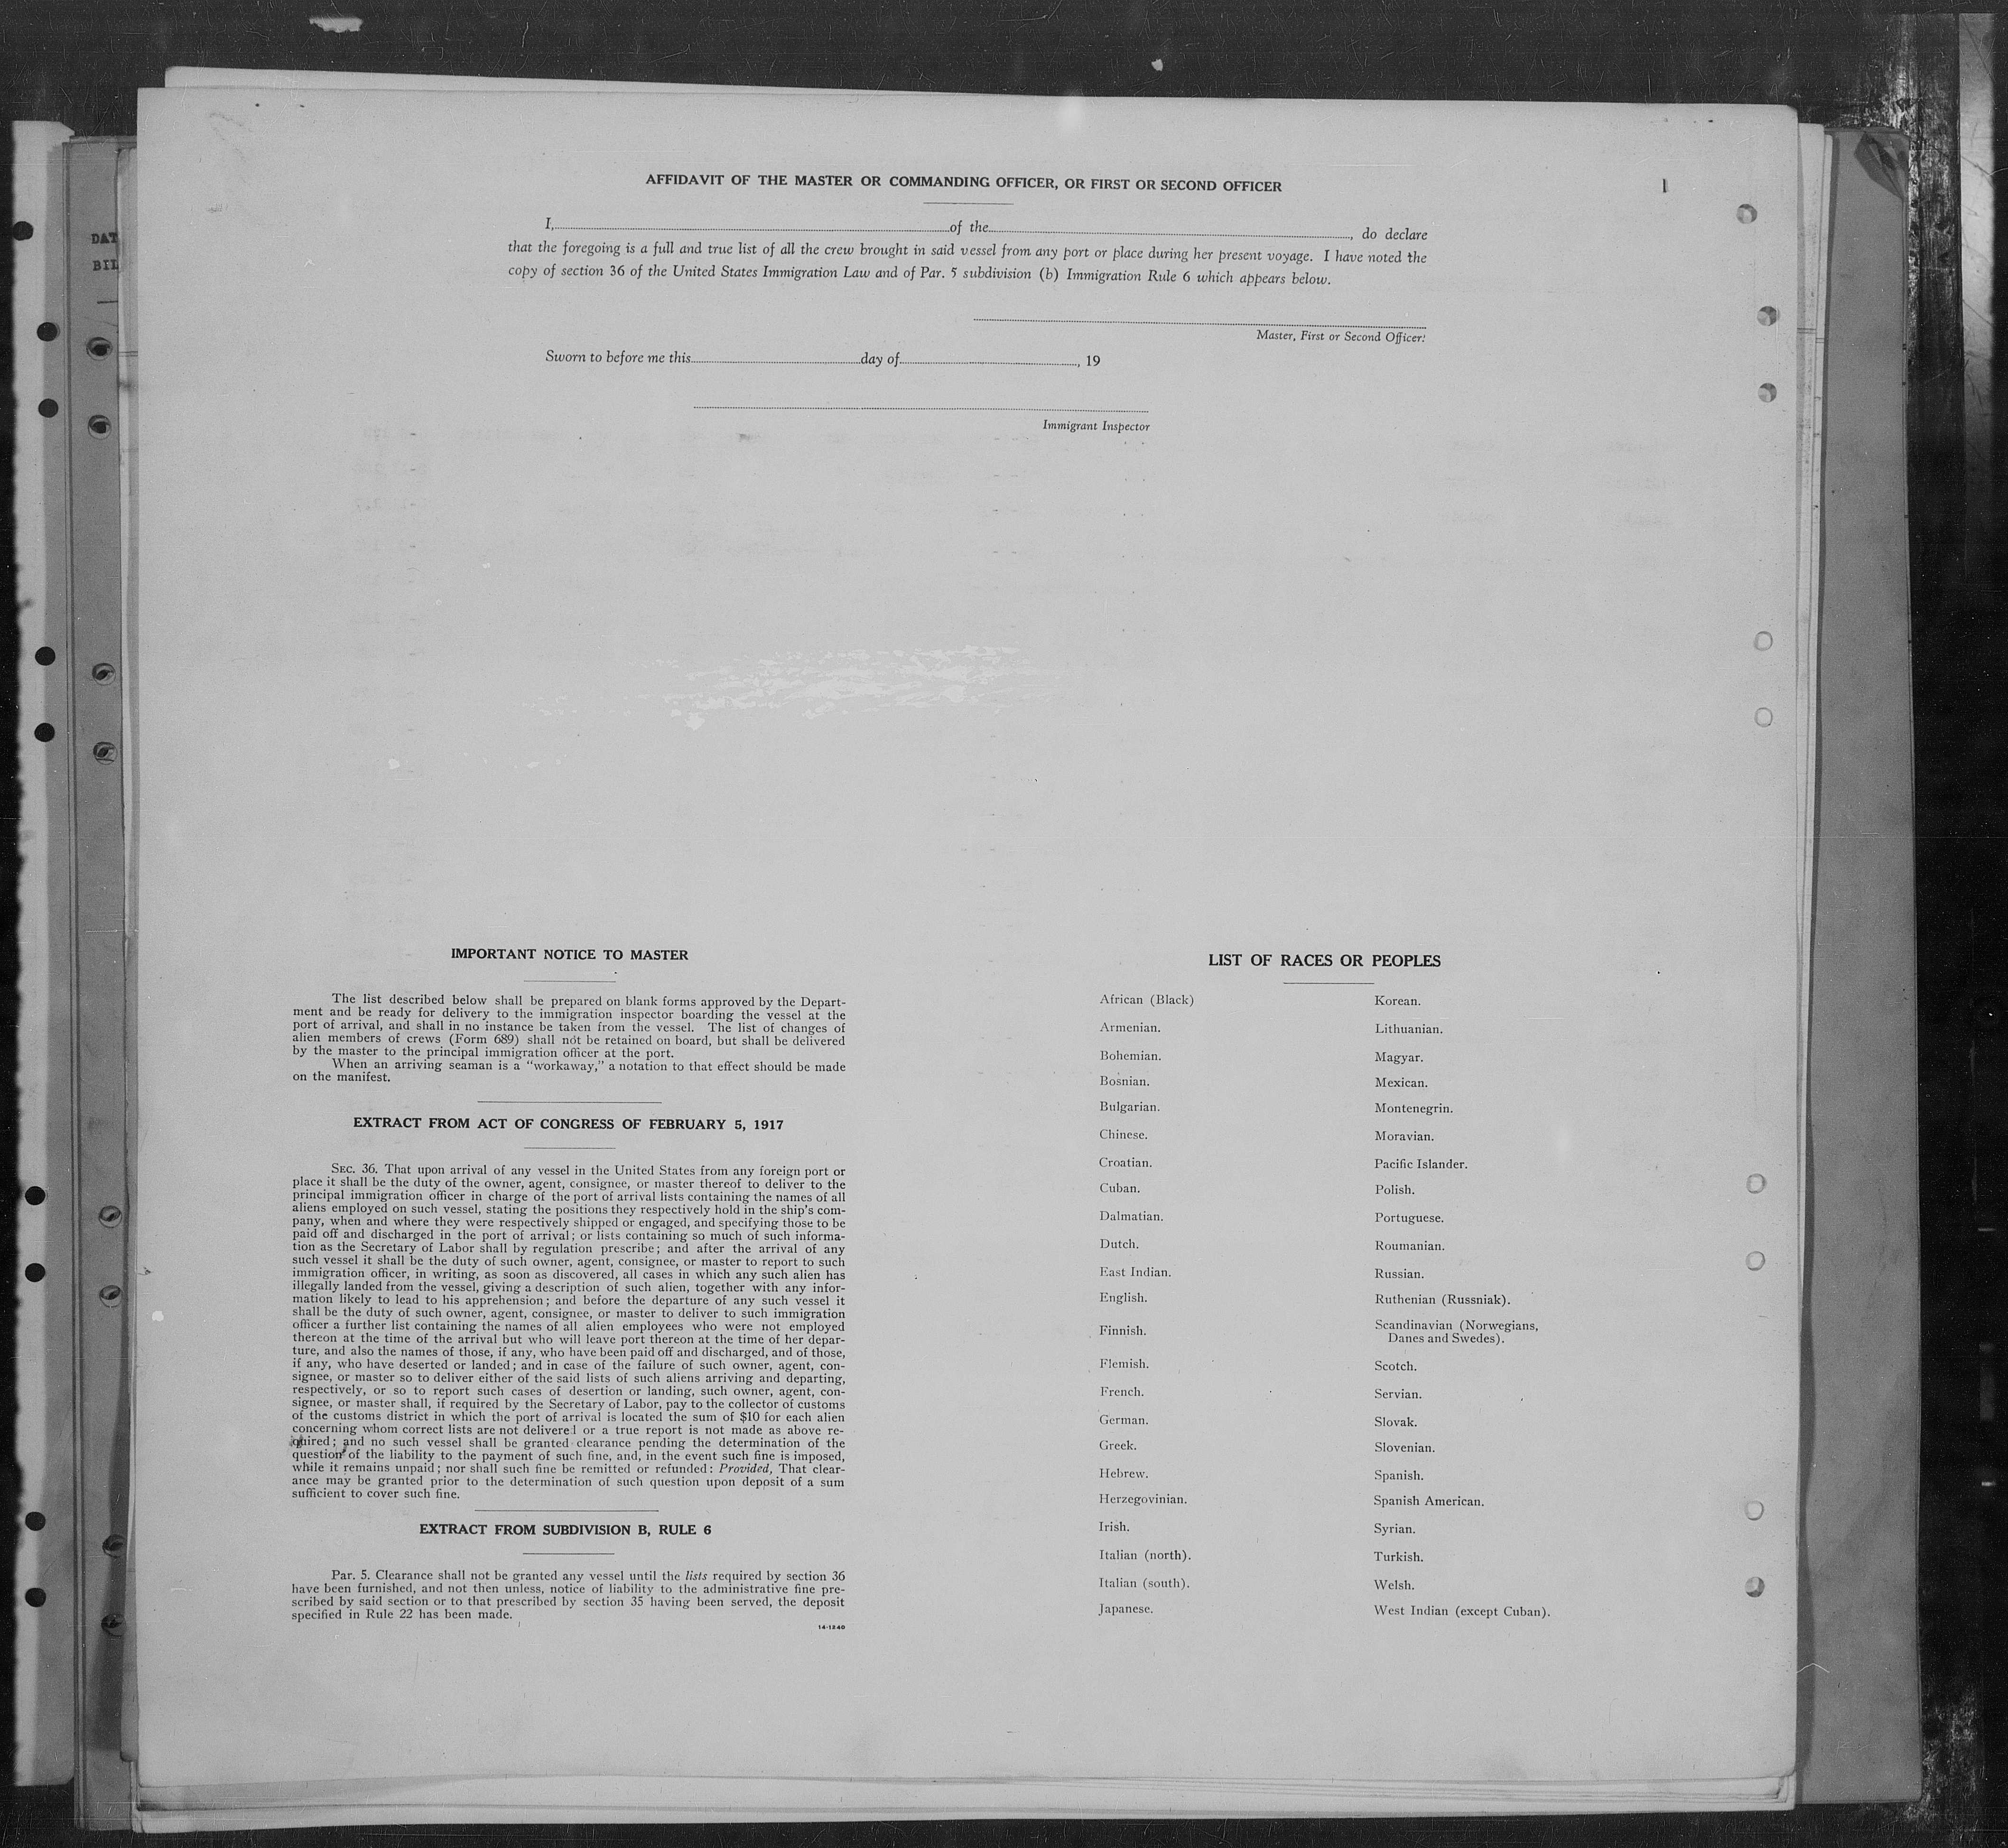 DAT
BIL
AFFIDAVIT OF THE MASTER OR COMMANDING OFFICER, OR FIRST OR SECOND OFFICER
I, of the , do declare
that the foregoing is a full and true list of all the crew brought in said vessel from any port or place during her present voyage. I have noted the
copy of section 36 of the United States Immigration Law and of Par. 5 subdivision (b) Immigration Rule 6 which appears below.
Master, First or Second Officer.
Sworn to before me this day of , 19
Immigrant Inspector
IMPORTANT NOTICE TO MASTER
The list described below shall be prepared on blank forms approved by the Depart-
ment and be ready for delivery to the immigration inspector boarding the vessel at the
port of arrival, and shall in no instance be taken from the vessel. The list of changes of
alien members of crews (Form 689) shall not be retained on board, but shall be delivered
by the master to the principal immigration officer at the port.
When an arriving seaman is a "workaway," a notation to that effect should be made
on the manifest.
EXTRACT FROM ACT OF CONGRESS OF FEBRUARY 5, 1917
SEC. 36. That upon arrival of any vessel in the United States from any foreign port or
place it shall be the duty of the owner, agent, consignee, or master thereof to deliver to the
principal immigration officer in charge of the port of arrival lists containing the names of all
aliens employed on such vessel, stating the positions they respectively hold in the ship's com-
pany, when and where they were respectively shipped or engaged, and specifying those to be
paid off and discharged in the port of arrival; or lists containing so much of such informa-
tion as the Secretary of Labor shall by regulation prescribe; and after the arrival of any
such vessel it shall be the duty of such owner, agent, consignee, or master to report to such
immigration officer, in writing, as soon as discovered, all cases in which any such alien has
illegally landed from the vessel, giving a description of such alien, together with any infor-
mation likely to lead to his apprehension; and before the departure of any such vessel it
shall be the duty of such owner, agent, consignee, or master to deliver to such immigration
officer a further list containing the names of all alien employees who were not employed
thereon at the time of the arrival but who will leave port thereon at the time of her depar-
ture, and also the names of those, if any, who have been paid off and discharged, and of those,
if any, who have deserted or landed; and in case of the failure of such owner, agent, con-
signee, or master so to deliver either of the said lists of such aliens arriving and departing,
respectively, or so to report such cases of desertion or landing, such owner, agent, con-
signee, or master shall, if required by the Secretary of Labor, pay to the collector of customs
of the customs district in which the port of arrival is located the sum of $10 for each alien
concerning whom correct lists are not delivered or a true report is not made as above re-
quired; and no such vessel shall be granted clearance pending the determination of the
question of the liability to the payment of such fine, and, in the event such fine is imposed,
while it remains unpaid; nor shall such fine be remitted or refunded: Provided, That clear-
ance may be granted prior to the determination of such question upon deposit of a sum
sufficient to cover such fine.
EXTRACT FROM SUBDIVISION B, RULE 6
Par. 5. Clearance shall not be granted any vessel until the lists required by section 36
have been furnished, and not then unless, notice of liability to the administrative fine pre-
scribed by said section or to that prescribed by section 35 having been served, the deposit
specified in Rule 22 has been made.
14-1240
LIST OF RACES OR PEOPLES
African (Black)
Armenian.
Bohemian.
Bosnian.
Bulgarian.
Chinese.
Croatian.
Cuban.
Dalmatian.
Dutch.
East Indian.
English.
Finnish.
Flemish.
French.
German.
Greek.
Hebrew.
Herzegovinian.
Irish.
Italian (north).
Italian (south).
Japanese.
Korean.
Lithuanian.
Magyar.
Mexican.
Montenegrin.
Moravian.
Pacific Islander.
Polish.
Portuguese.
Roumanian.
Russian.
Ruthenian (Russniak).
Scandinavian (Norwegians,
Danes and Swedes).
Scotch.
Servian.
Slovak.
Slovenian.
Spanish.
Spanish American.
Syrian.
Turkish.
Welsh.
West Indian (except Cuban).